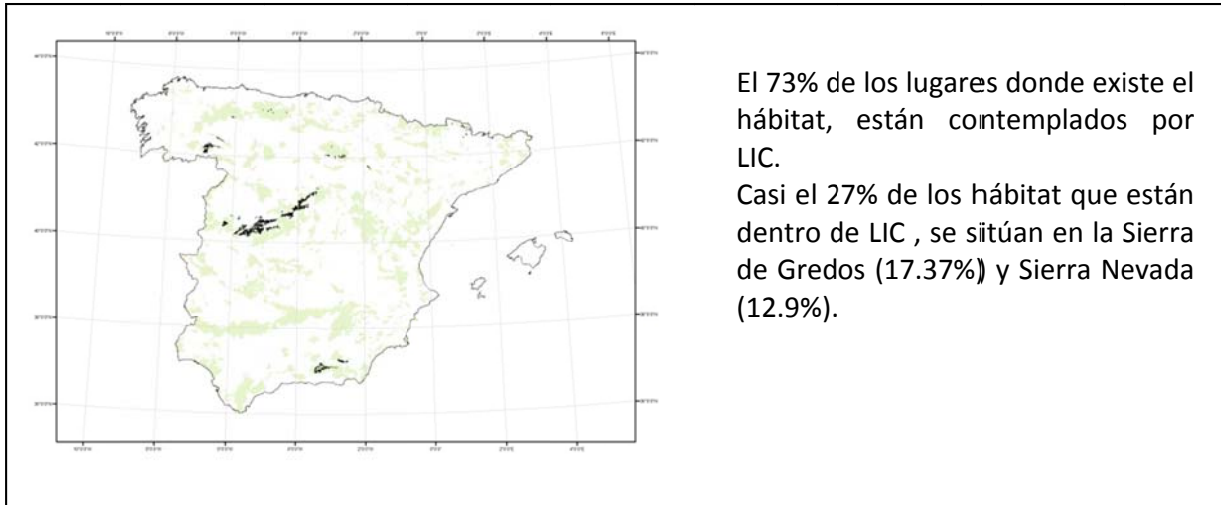 El 73% de los lugares donde existe el
hábitat, están contemplados por
LIC.
Casi el 27% de los hábitat que están
dentro de LIC , se sitúan en la Sierra
de Gredos (17.37%) y Sierra Nevada
(12.9%).